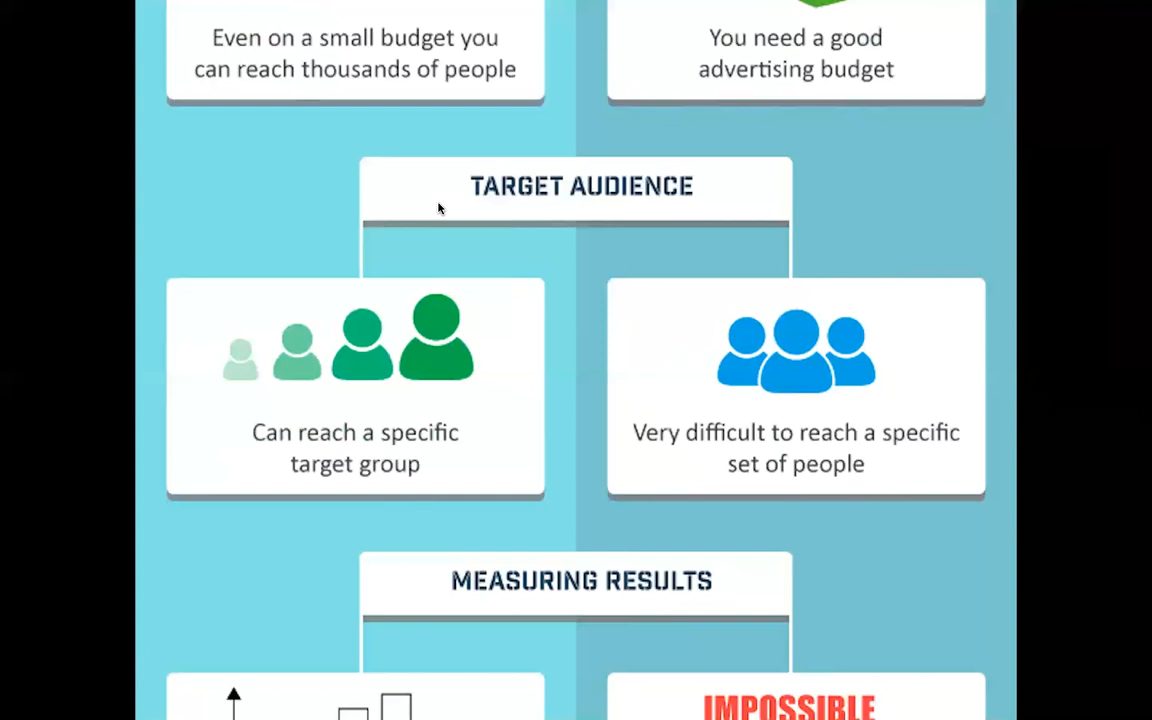 Even on a small budget you
can reach thousands of people
You need a good
advertising budget
TARGET AUDIENCE
Can reach a specific
target group
Very difficult to reach a specific
set of people
MEASURING RESULTS
IMPOSSIBLE